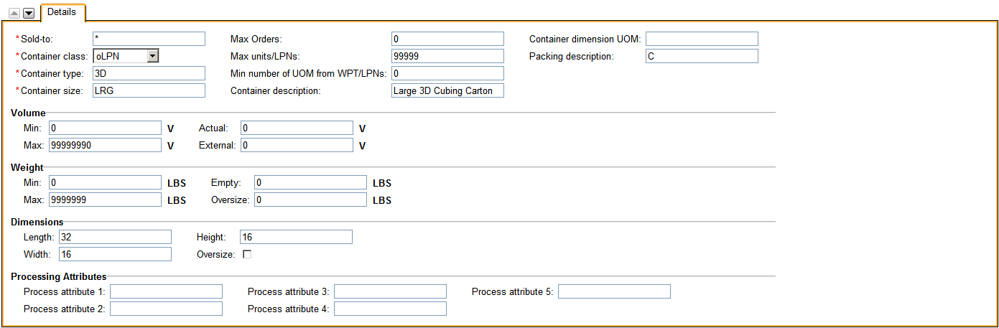 Details
*Sold-to: * Max Orders: 0 Container dimension UOM:
*Container class: oLPN Max units/LPNs: 99999 Packing description: C
*Container type: 3D Min number of UOM from WPT/LPNs: 0
*Container size: LRG Container description: Large 3D Cubing Carton
Volume
Min: 0 V Actual: 0 V
Max: 99999990 V External: 0 V
Weight
Min: 0 LBS Empty: 0 LBS
Max: 9999999 LBS Oversize: 0 LBS
Dimensions
Length: 32 Height: 16
Width: 16 Oversize:
Processing Attributes
Process attribute 1: Process attribute 3: Process attribute 5:
Process attribute 2: Process attribute 4: